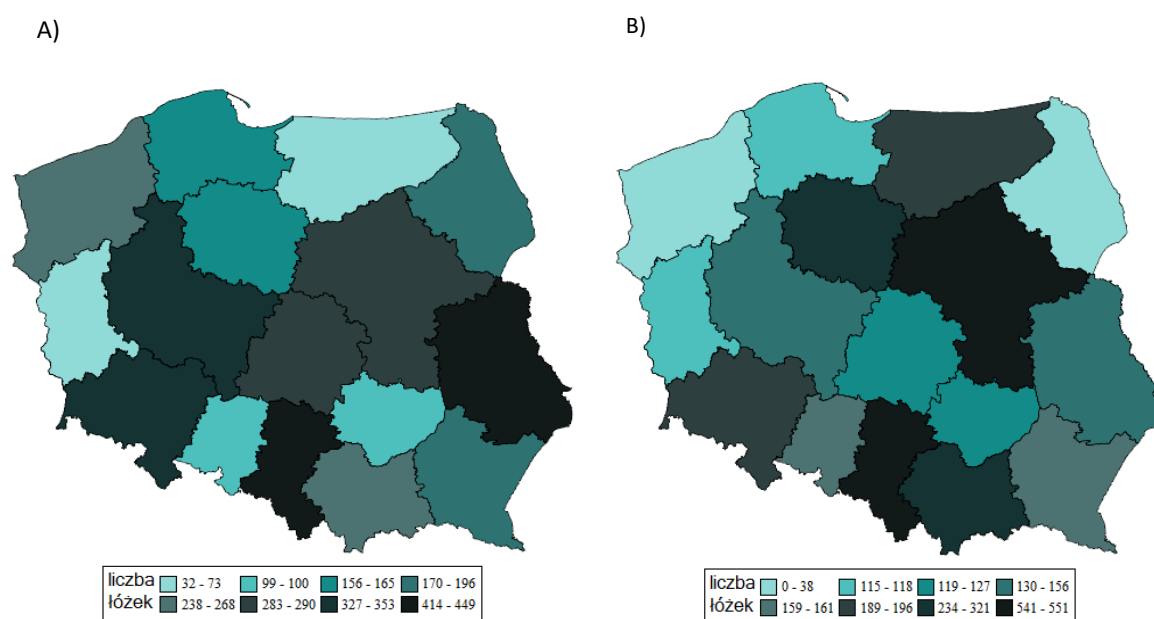 A)
B)
liczba 32 - 73 99 - 100 156 - 165 170 - 196
łóżek 238 - 268 283 - 290 327 - 353 414 - 449
liczba 0 - 38 115 - 118 119 - 127 130 - 156
łóżek 159 - 161 189 - 196 234 - 321 541 - 551